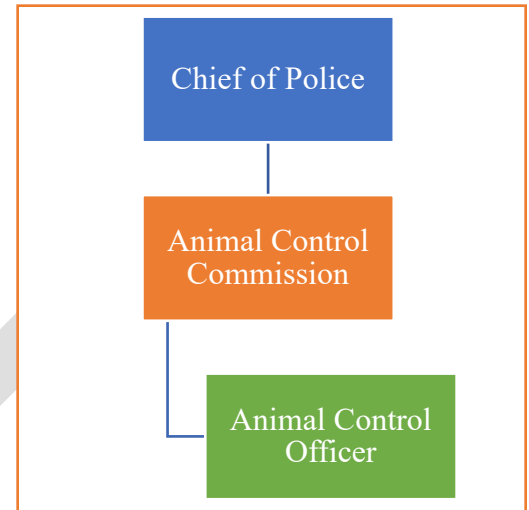 Chief of Police
Animal Control
Commission
Animal Control
Officer